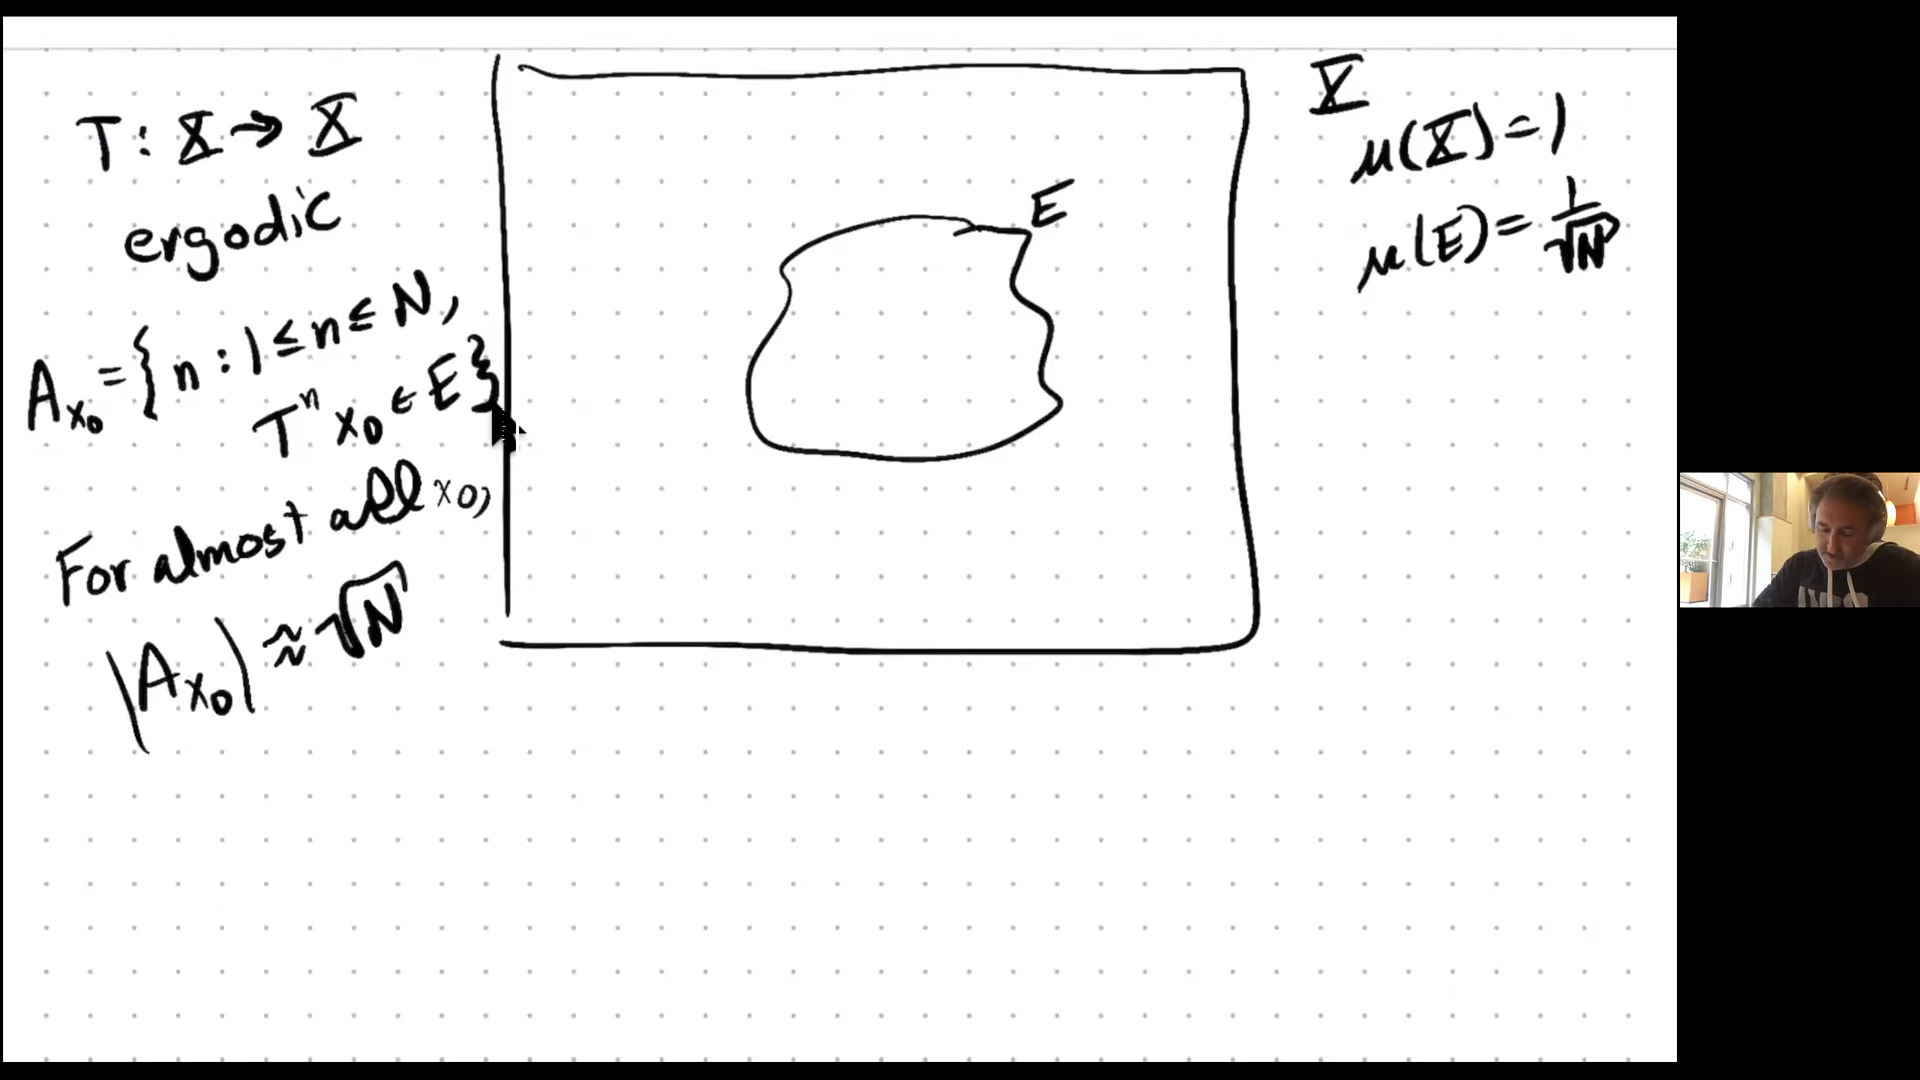 T: X → X
ergodic
A_{x_0} = { n : 1 ≤ n ≤ N,
T^n x_0 ∈ E }
For almost all x_0,
|A_{x_0}| ≈ √N
E
X
μ(X) = 1
μ(E) = 1/√N